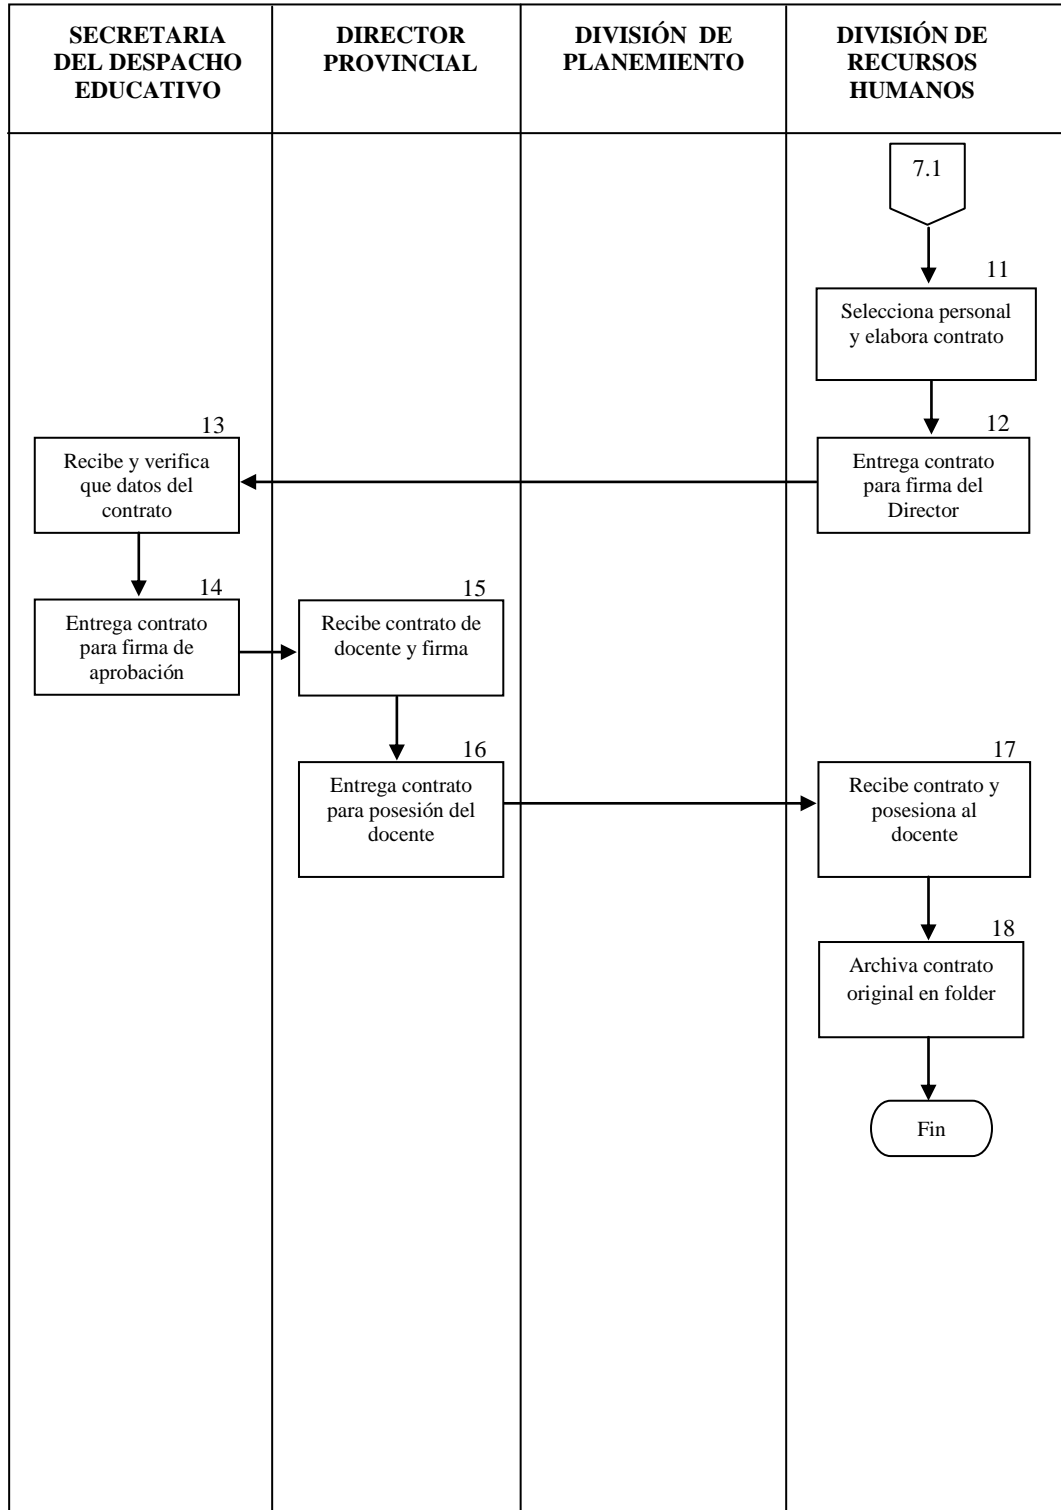 SECRETARIA
DEL DESPACHO
EDUCATIVO
DIRECTOR
PROVINCIAL
DIVISIÓN DE
PLANEMIENTO
DIVISIÓN DE
RECURSOS
HUMANOS
7.1
11
Selecciona personal
y elabora contrato
12
Entrega contrato
para firma del
Director
13
Recibe y verifica
que datos del
contrato
14
Entrega contrato
para firma de
aprobación
15
Recibe contrato de
docente y firma
16
Entrega contrato
para posesión del
docente
17
Recibe contrato y
posesiona al
docente
18
Archiva contrato
original en folder
Fin